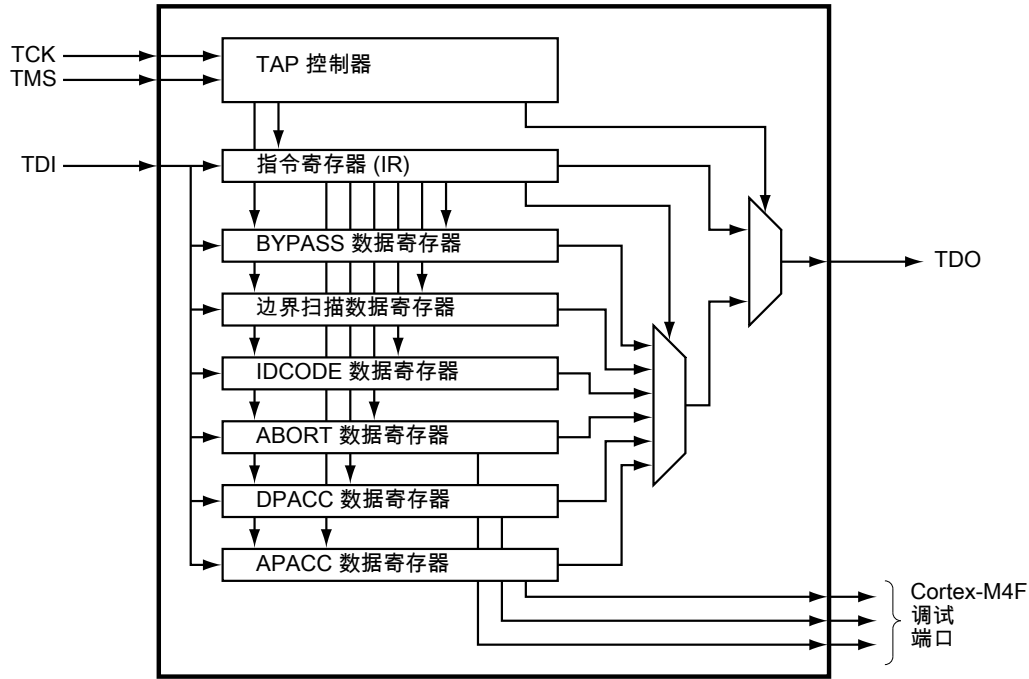 TCK
TMS
TAP 控制器
TDI
指令寄存器 (IR)
BYPASS 数据寄存器
TDO
边界扫描数据寄存器
IDCODE 数据寄存器
ABORT 数据寄存器
DPACC 数据寄存器
APACC 数据寄存器
Cortex-M4F
调试
端口